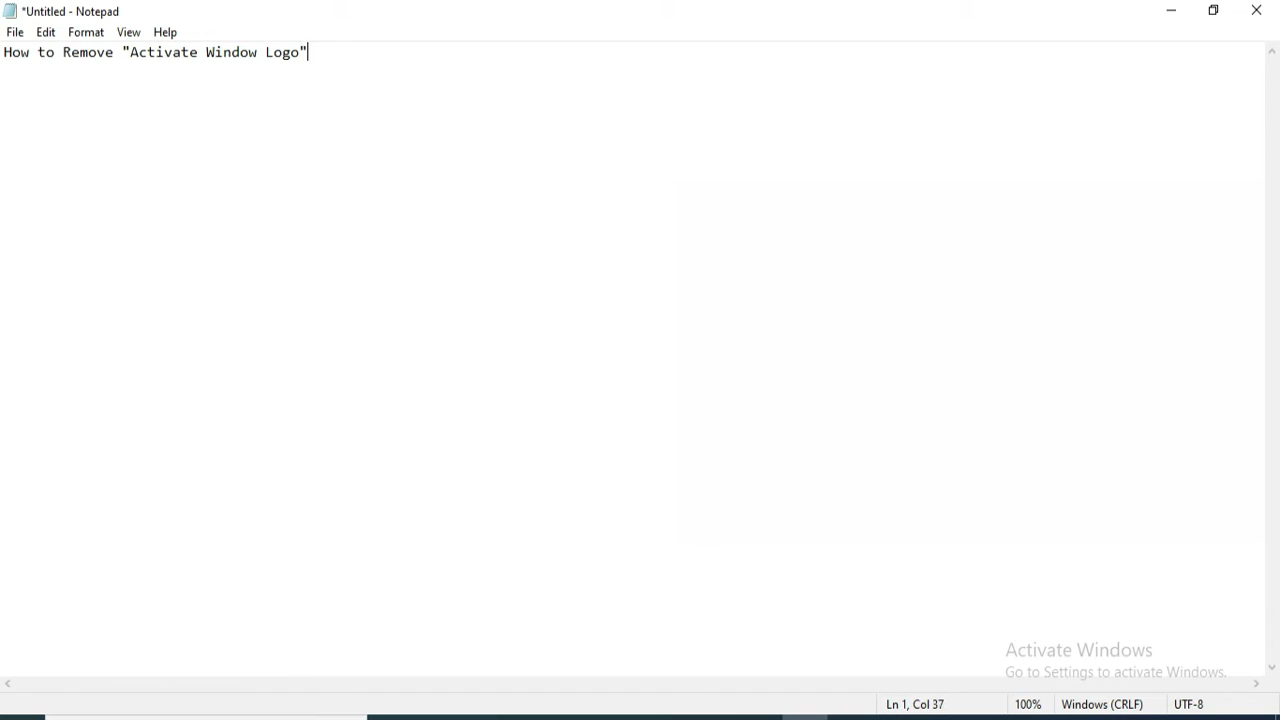 *Untitled - Notepad
File Edit Format View Help
How to Remove "Activate Window Logo"
Activate Windows
Go to Settings to activate Windows.
Ln 1, Col 37 100% Windows (CRLF) UTF-8